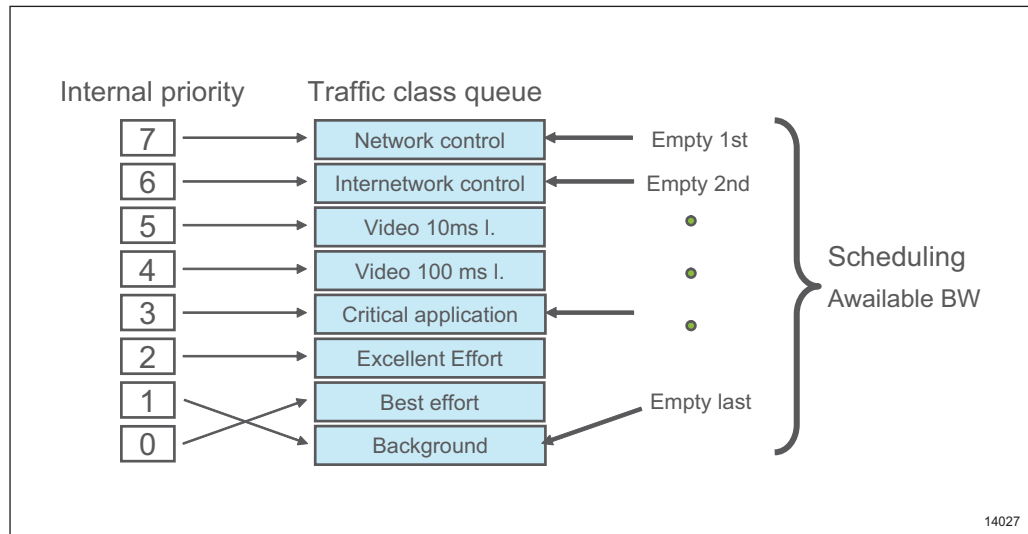 Internal priority Traffic class queue
7 Network control Empty 1st
6 Internetwork control Empty 2nd
5 Video 10ms l.
4 Video 100 ms l.
Scheduling
Awailable BW
3 Critical application
2 Excellent Effort
1 Best effort Empty last
0 Background
14027